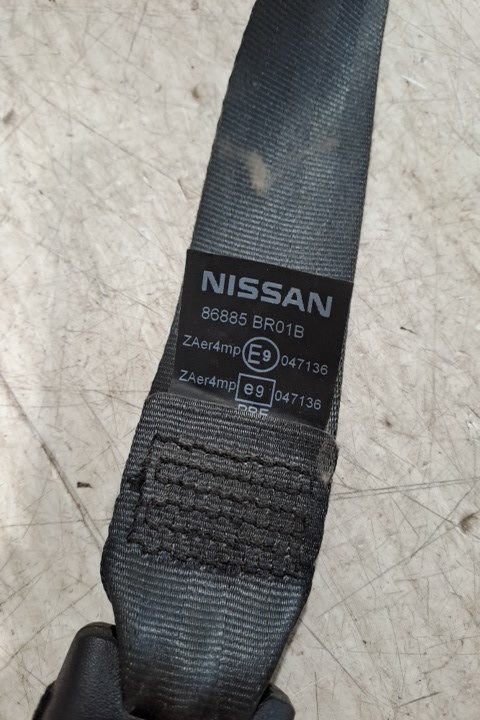 NISSAN
86885 BR01B
ZAer4mp E9 047136
ZAer4mp e9 047136